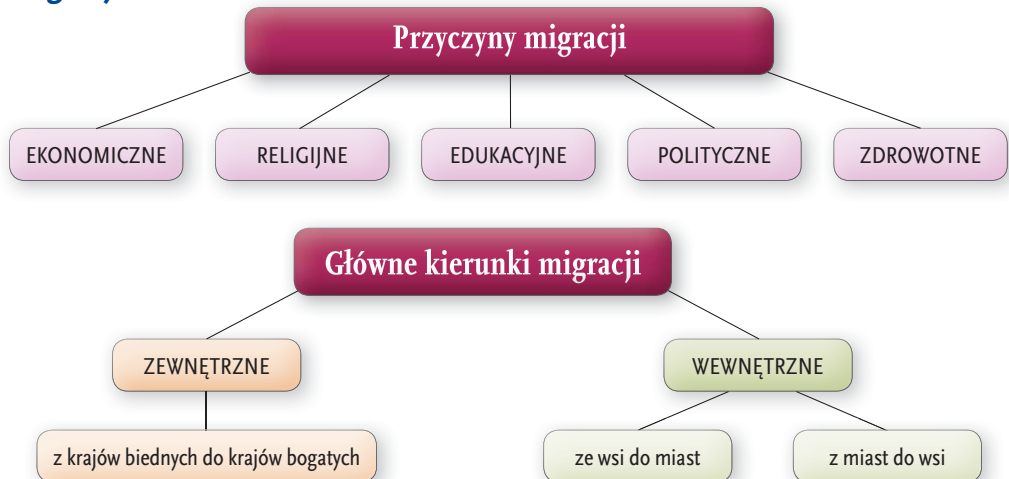 Przyczyny migracji
EKONOMICZNE
RELIGIJNE
EDUKACYJNE
POLITYCZNE
ZDROWOTNE
Główne kierunki migracji
ZEWNĘTRZNE
WEWNĘTRZNE
z krajów biednych do krajów bogatych
ze wsi do miast
z miast do wsi